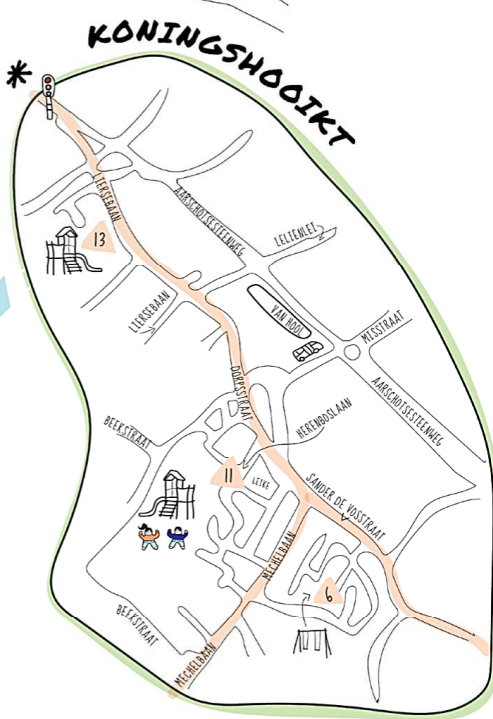 KONINGSHOOIKT
*
LIERSEBAAN
13
AARSCHOTSESTEENWEG
LELIENLEI
LIERSEBAAN
VAN HOOL
MISSTRAAT
DORPSSTRAAT
AARSCHOTSESTEENWEG
BEEKSTRAAT
HERENBOSLAAN
11
LEIKE
SANDER DE VOSSTRAAT
MECHELBAAN
6
BEEKSTRAAT
MECHELBAAN